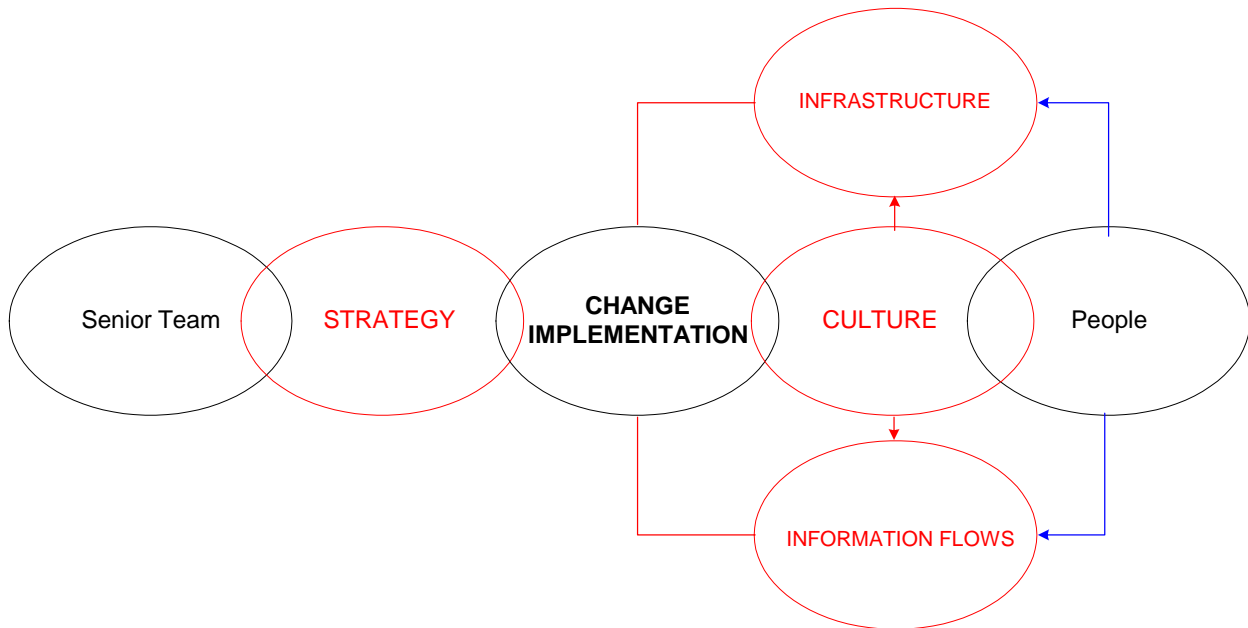 INFRASTRUCTURE
Senior Team
STRATEGY
CHANGE
IMPLEMENTATION
CULTURE
People
INFORMATION FLOWS